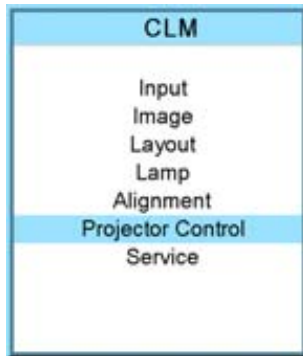 CLM
Input
Image
Layout
Lamp
Alignment
Projector Control
Service